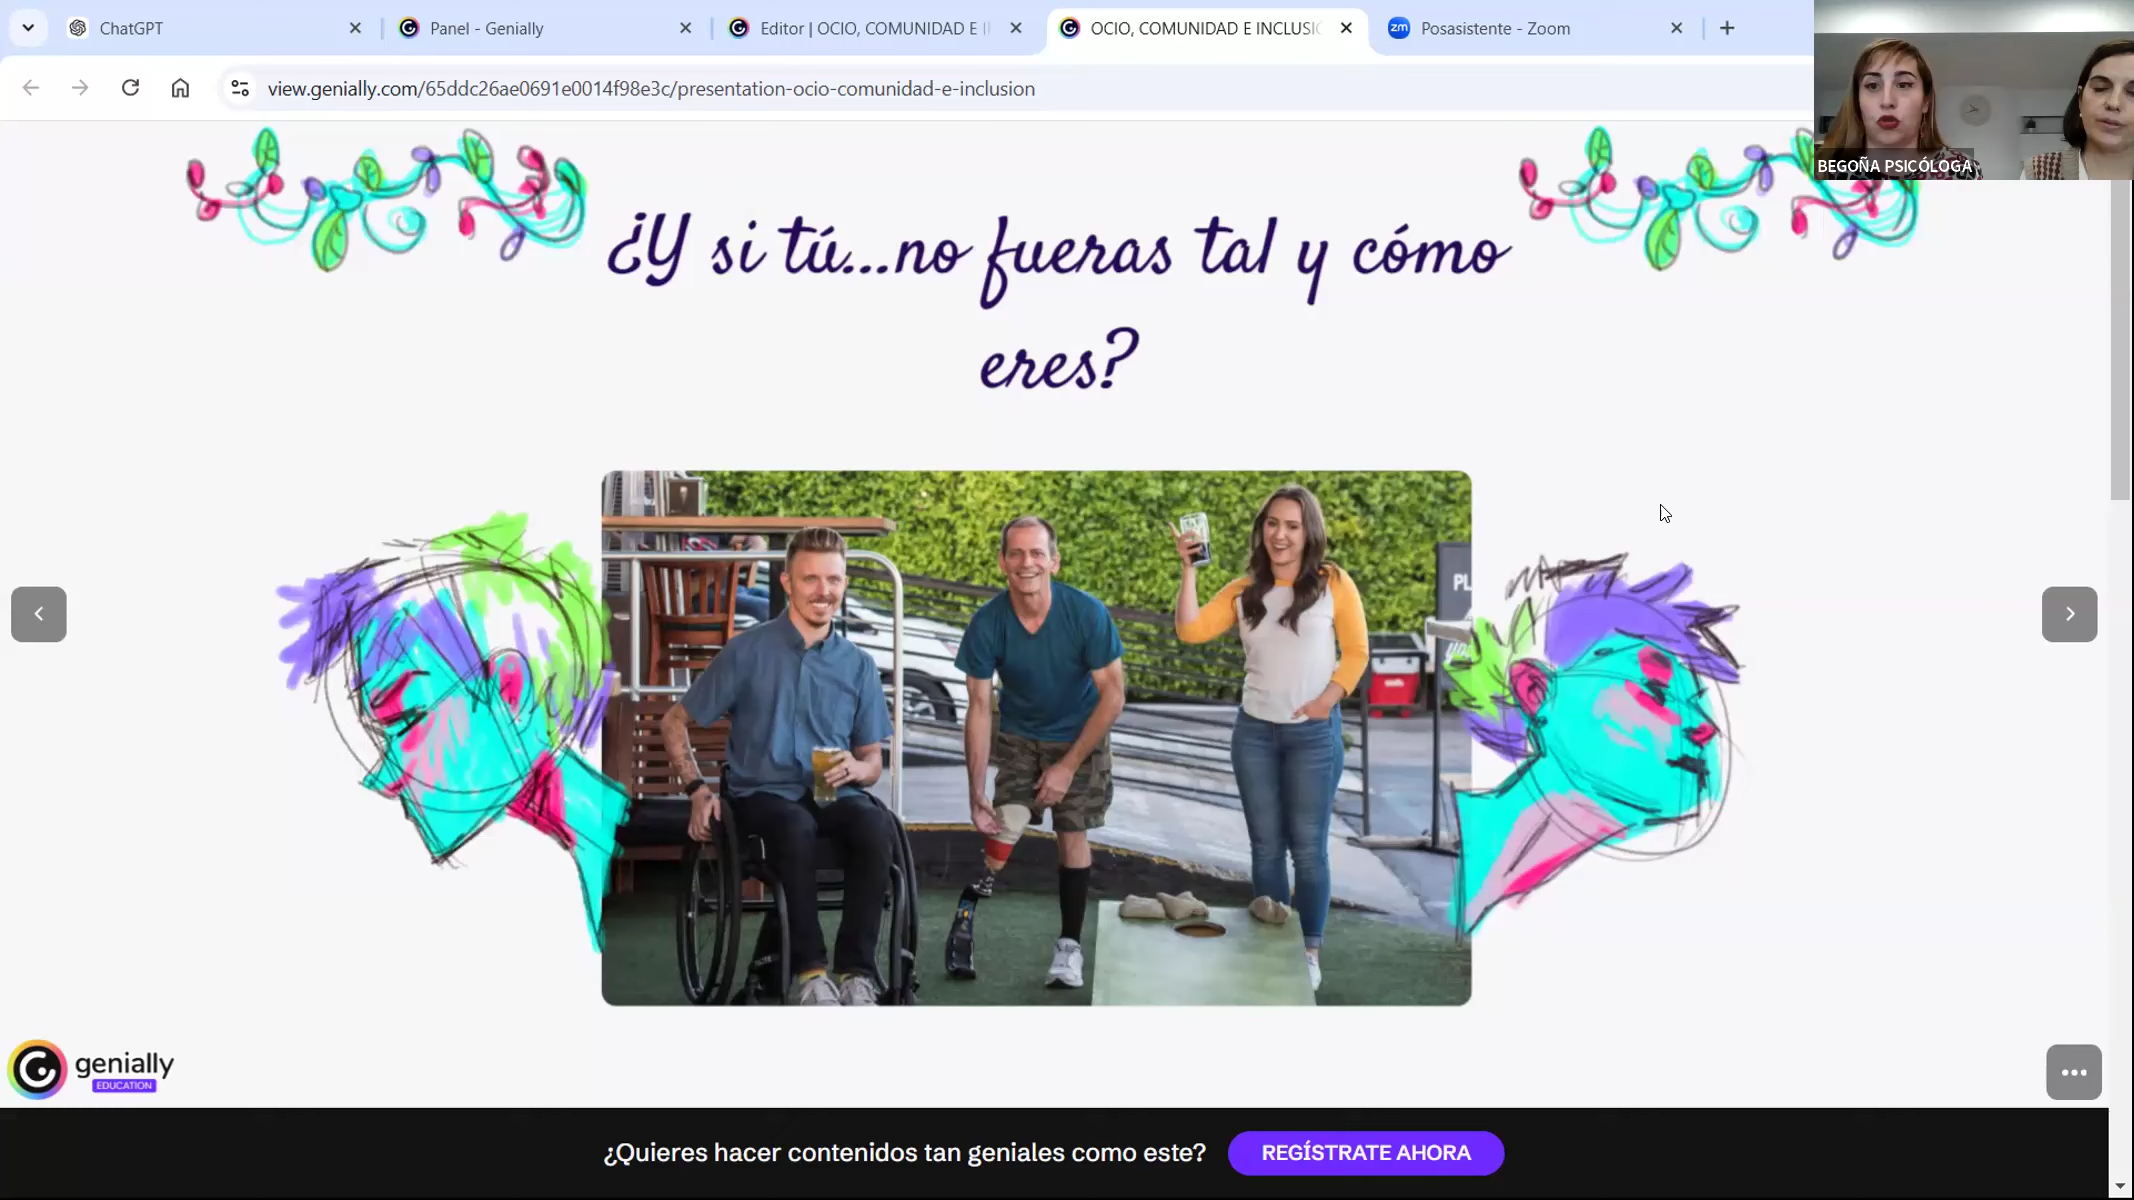 ChatGPT
Panel - Genially
Editor | OCIO, COMUNIDAD E I
OCIO, COMUNIDAD E INCLUSI
zm
Posasistente - Zoom
view.genially.com/65ddc26ae0691e0014f98e3c/presentation-ocio-comunidad-e-inclusion
BEGOÑA PSICÓLOGA
¿Y si tú...no fueras tal y cómo
eres?
PL
genially
EDUCATION
¿Quieres hacer contenidos tan geniales como este?
REGÍSTRATE AHORA